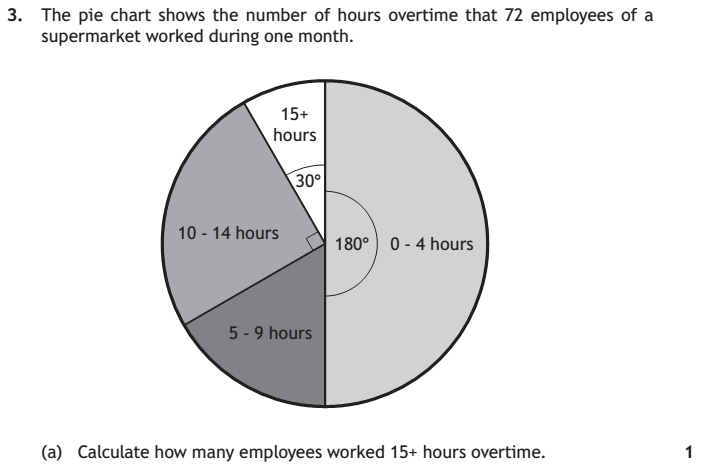 3. The pie chart shows the number of hours overtime that 72 employees of a
supermarket worked during one month.
15+
hours
30°
10 - 14 hours
180°
0 - 4 hours
5 - 9 hours
(a) Calculate how many employees worked 15+ hours overtime. 1